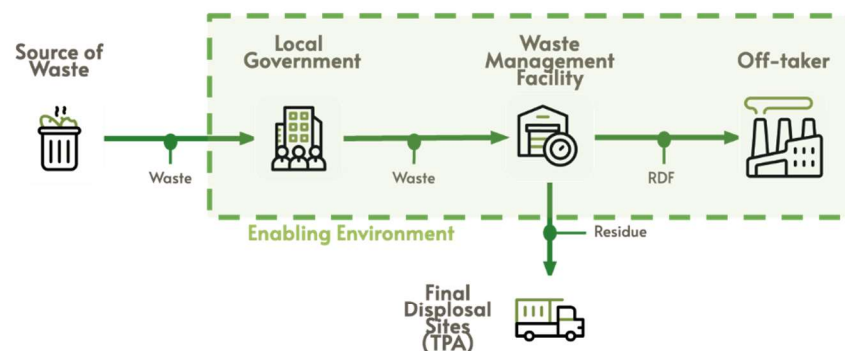 Source of
Waste
Local
Government
Waste
Management
Facility
Off-taker
Waste
Waste
RDF
Enabling Environment
Residue
Final
Displosal
Sites
(TPA)